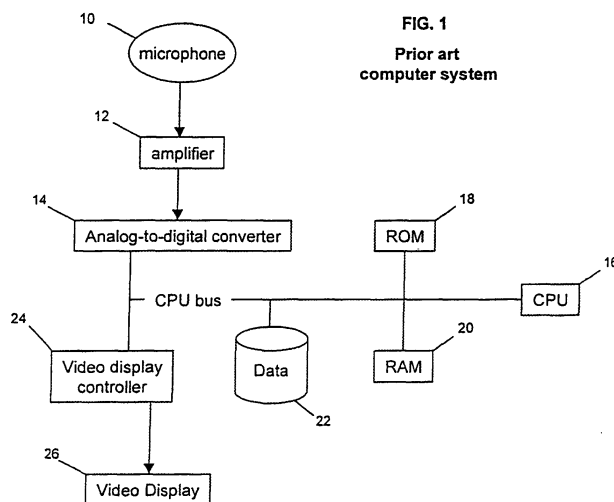 10
FIG. 1
microphone
Prior art
computer system
12
amplifier
14
18
Analog-to-digital converter
ROM
16
CPU bus
CPU
24
20
Video display
controller
Data
RAM
22
26
Video Display